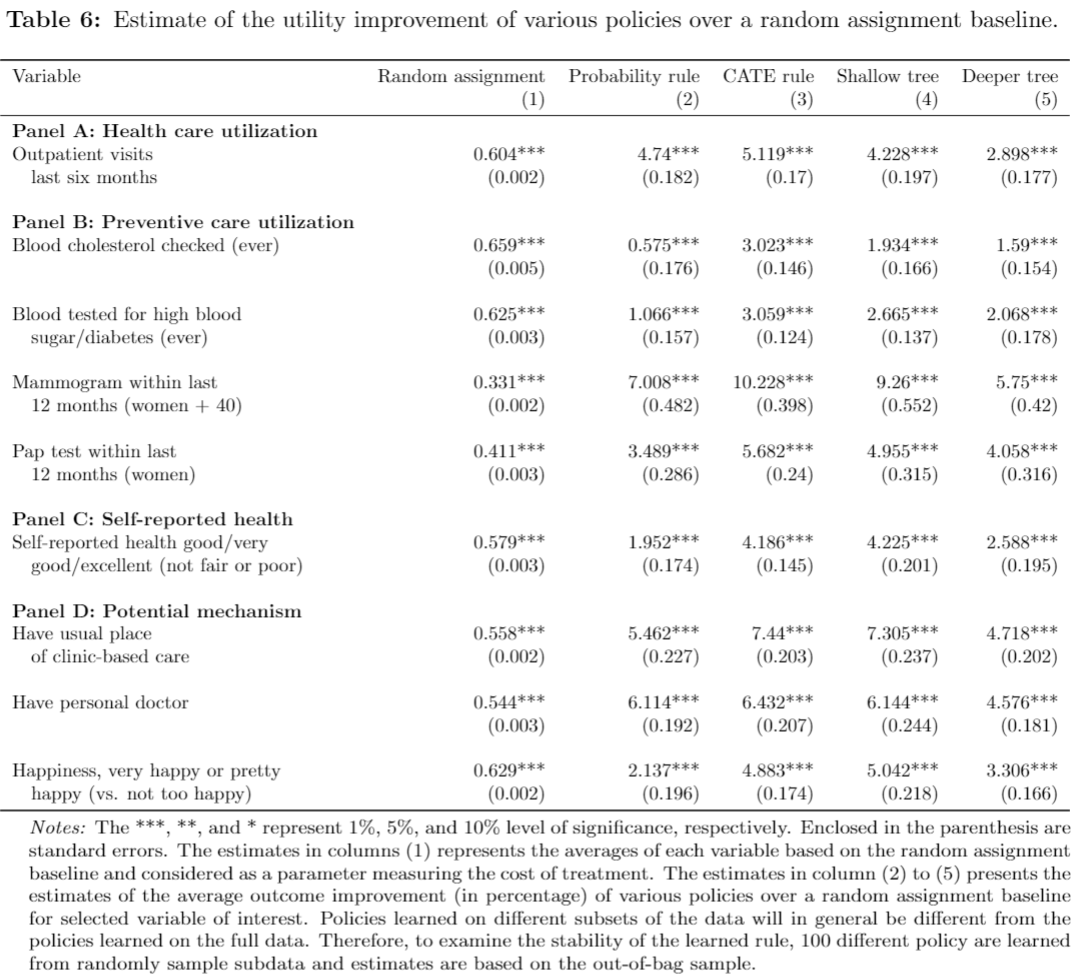 Table 6: Estimate of the utility improvement of various policies over a random assignment baseline.
Variable Random assignment Probability rule CATE rule Shallow tree Deeper tree
(1) (2) (3) (4) (5)
Panel A: Health care utilization
Outpatient visits 0.604*** 4.74*** 5.119*** 4.228*** 2.898***
last six months (0.002) (0.182) (0.17) (0.197) (0.177)
Panel B: Preventive care utilization
Blood cholesterol checked (ever) 0.659*** 0.575*** 3.023*** 1.934*** 1.59***
(0.005) (0.176) (0.146) (0.166) (0.154)
Blood tested for high blood 0.625*** 1.066*** 3.059*** 2.665*** 2.068***
sugar/diabetes (ever) (0.003) (0.157) (0.124) (0.137) (0.178)
Mammogram within last 0.331*** 7.008*** 10.228*** 9.26*** 5.75***
12 months (women + 40) (0.002) (0.482) (0.398) (0.552) (0.42)
Pap test within last 0.411*** 3.489*** 5.682*** 4.955*** 4.058***
12 months (women) (0.003) (0.286) (0.24) (0.315) (0.316)
Panel C: Self-reported health
Self-reported health good/very 0.579*** 1.952*** 4.186*** 4.225*** 2.588***
good/excellent (not fair or poor) (0.003) (0.174) (0.145) (0.201) (0.195)
Panel D: Potential mechanism
Have usual place 0.558*** 5.462*** 7.44*** 7.305*** 4.718***
of clinic-based care (0.002) (0.227) (0.203) (0.237) (0.202)
Have personal doctor 0.544*** 6.114*** 6.432*** 6.144*** 4.576***
(0.003) (0.192) (0.207) (0.244) (0.181)
Happiness, very happy or pretty 0.629*** 2.137*** 4.883*** 5.042*** 3.306***
happy (vs. not too happy) (0.002) (0.196) (0.174) (0.218) (0.166)
Notes: The ***, **, and * represent 1%, 5%, and 10% level of significance, respectively. Enclosed in the parenthesis are
standard errors. The estimates in columns (1) represents the averages of each variable based on the random assignment
baseline and considered as a parameter measuring the cost of treatment. The estimates in column (2) to (5) presents the
estimates of the average outcome improvement (in percentage) of various policies over a random assignment baseline
for selected variable of interest. Policies learned on different subsets of the data will in general be different from the
policies learned on the full data. Therefore, to examine the stability of the learned rule, 100 different policy are learned
from randomly sample subdata and estimates are based on the out-of-bag sample.